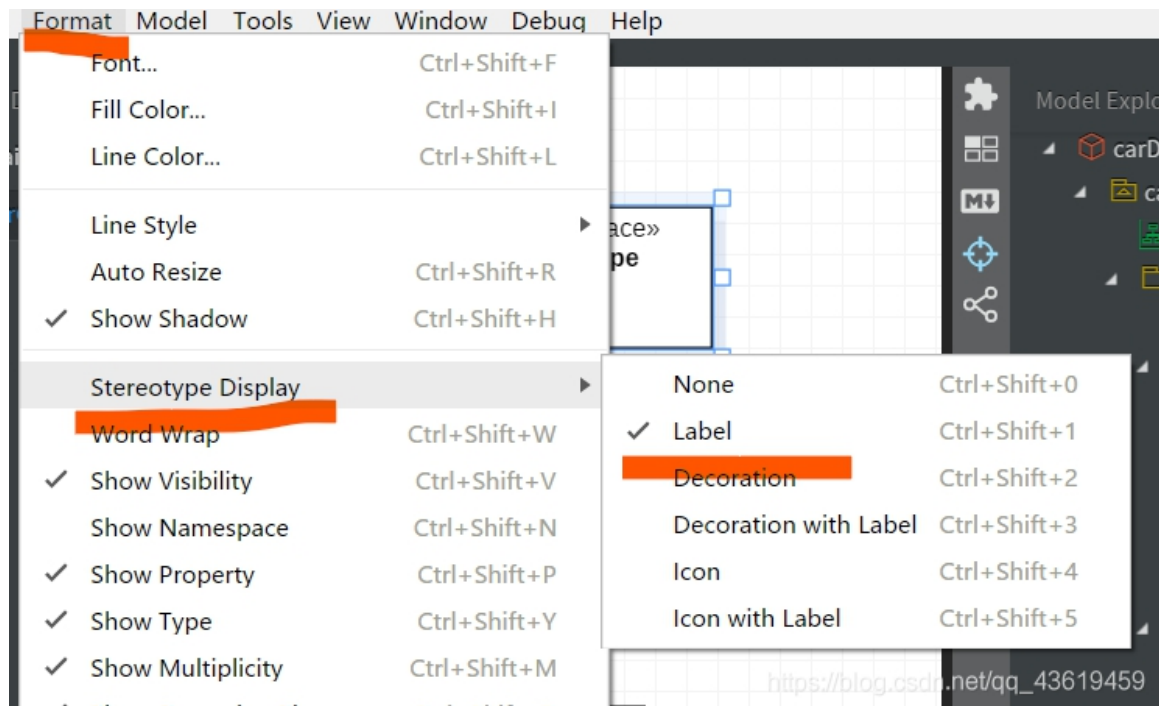 Format Model Tools View Window Debug Help
Font... Ctrl+Shift+F
Fill Color... Ctrl+Shift+I
Line Color... Ctrl+Shift+L
Line Style
Auto Resize Ctrl+Shift+R
Show Shadow Ctrl+Shift+H
Stereotype Display
Word Wrap Ctrl+Shift+W
Show Visibility Ctrl+Shift+V
Show Namespace Ctrl+Shift+N
Show Property Ctrl+Shift+P
Show Type Ctrl+Shift+Y
Show Multiplicity Ctrl+Shift+M
ace»
pe
None Ctrl+Shift+0
Label Ctrl+Shift+1
Decoration Ctrl+Shift+2
Decoration with Label Ctrl+Shift+3
Icon Ctrl+Shift+4
Icon with Label Ctrl+Shift+5
M
Model Explo
carD
ca
https://blog.csdn.net/qq_43619459